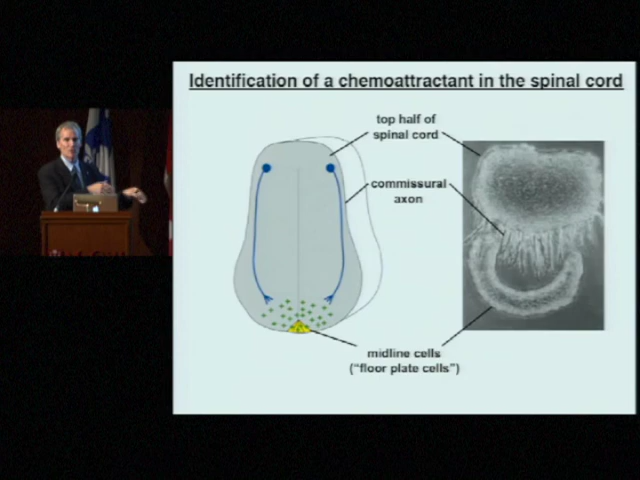 Identification of a chemoattractant in the spinal cord
top half of
spinal cord
commissural
axon
midline cells
("floor plate cells")